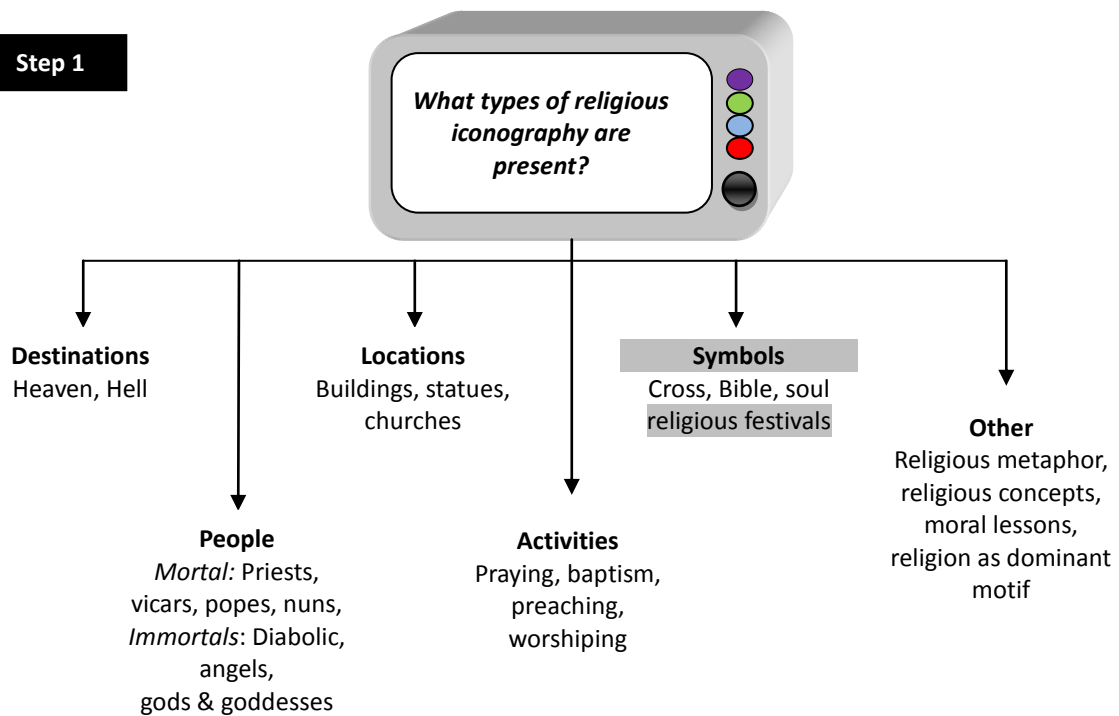 Step 1
What types of religious
iconography are
present?
Destinations
Heaven, Hell
Locations
Buildings, statues,
churches
Symbols
Cross, Bible, soul
religious festivals
Other
Religious metaphor,
religious concepts,
moral lessons,
religion as dominant
motif
People
Mortal: Priests,
vicars, popes, nuns,
Immortals: Diabolic,
angels,
gods & goddesses
Activities
Praying, baptism,
preaching,
worshiping